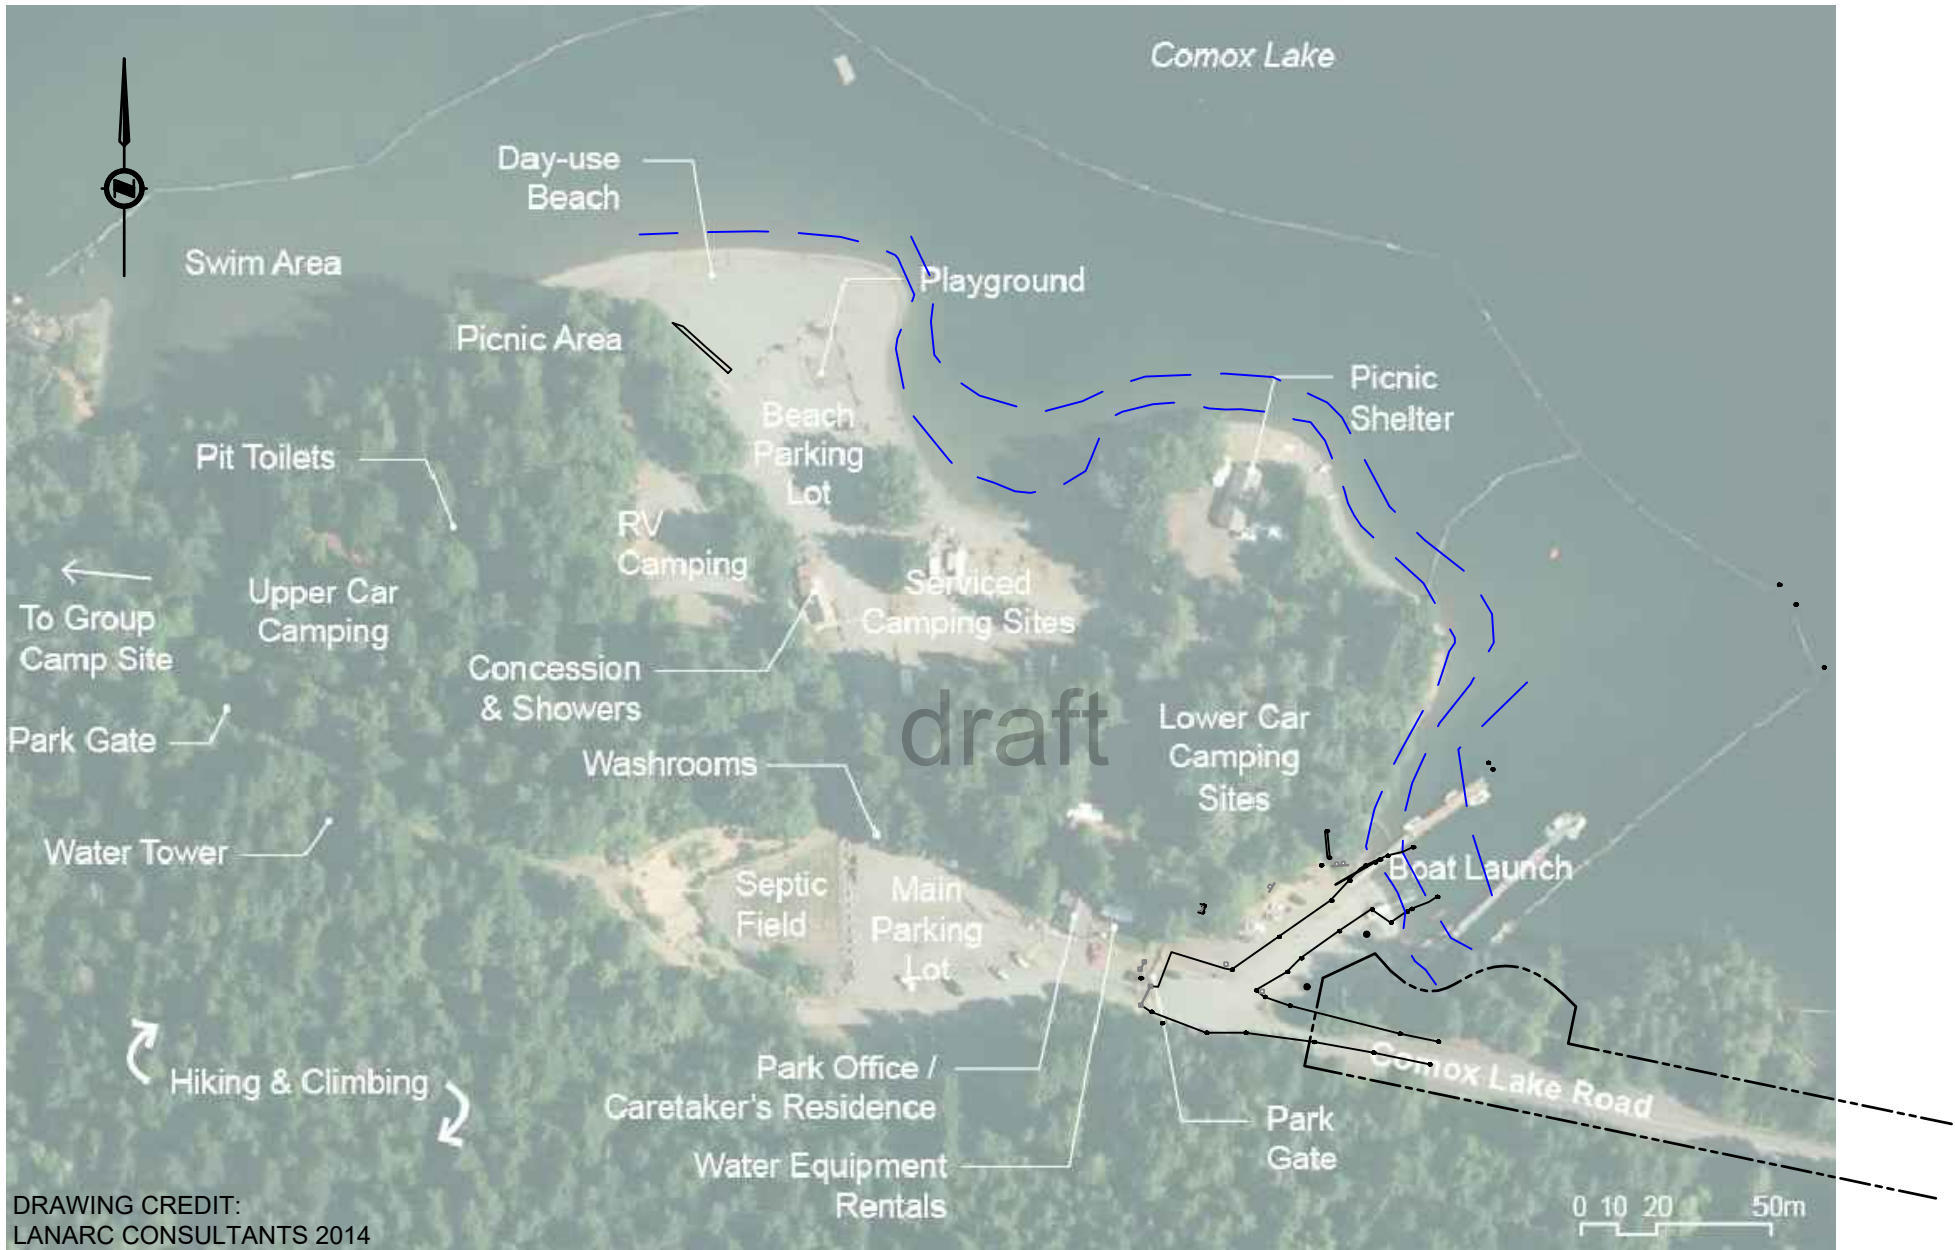 Comox Lake
Day-use
Beach
Swim Area
Playground
Picnic Area
Picnic
Shelter
Beach
Parking
Lot
Pit Toilets
RV
Camping
Serviced
Camping Sites
Upper Car
Camping
To Group
Camp Site
Concession
& Showers
draft
Lower Car
Camping
Sites
Park Gate
Washrooms
Water Tower
Boat Launch
Septic
Field
Main
Parking
Lot
Hiking & Climbing
Park Office /
Caretaker's Residence
Comox Lake Road
Park
Gate
Water Equipment
Rentals
DRAWING CREDIT:
LANARC CONSULTANTS 2014
0 10 20 50m
N